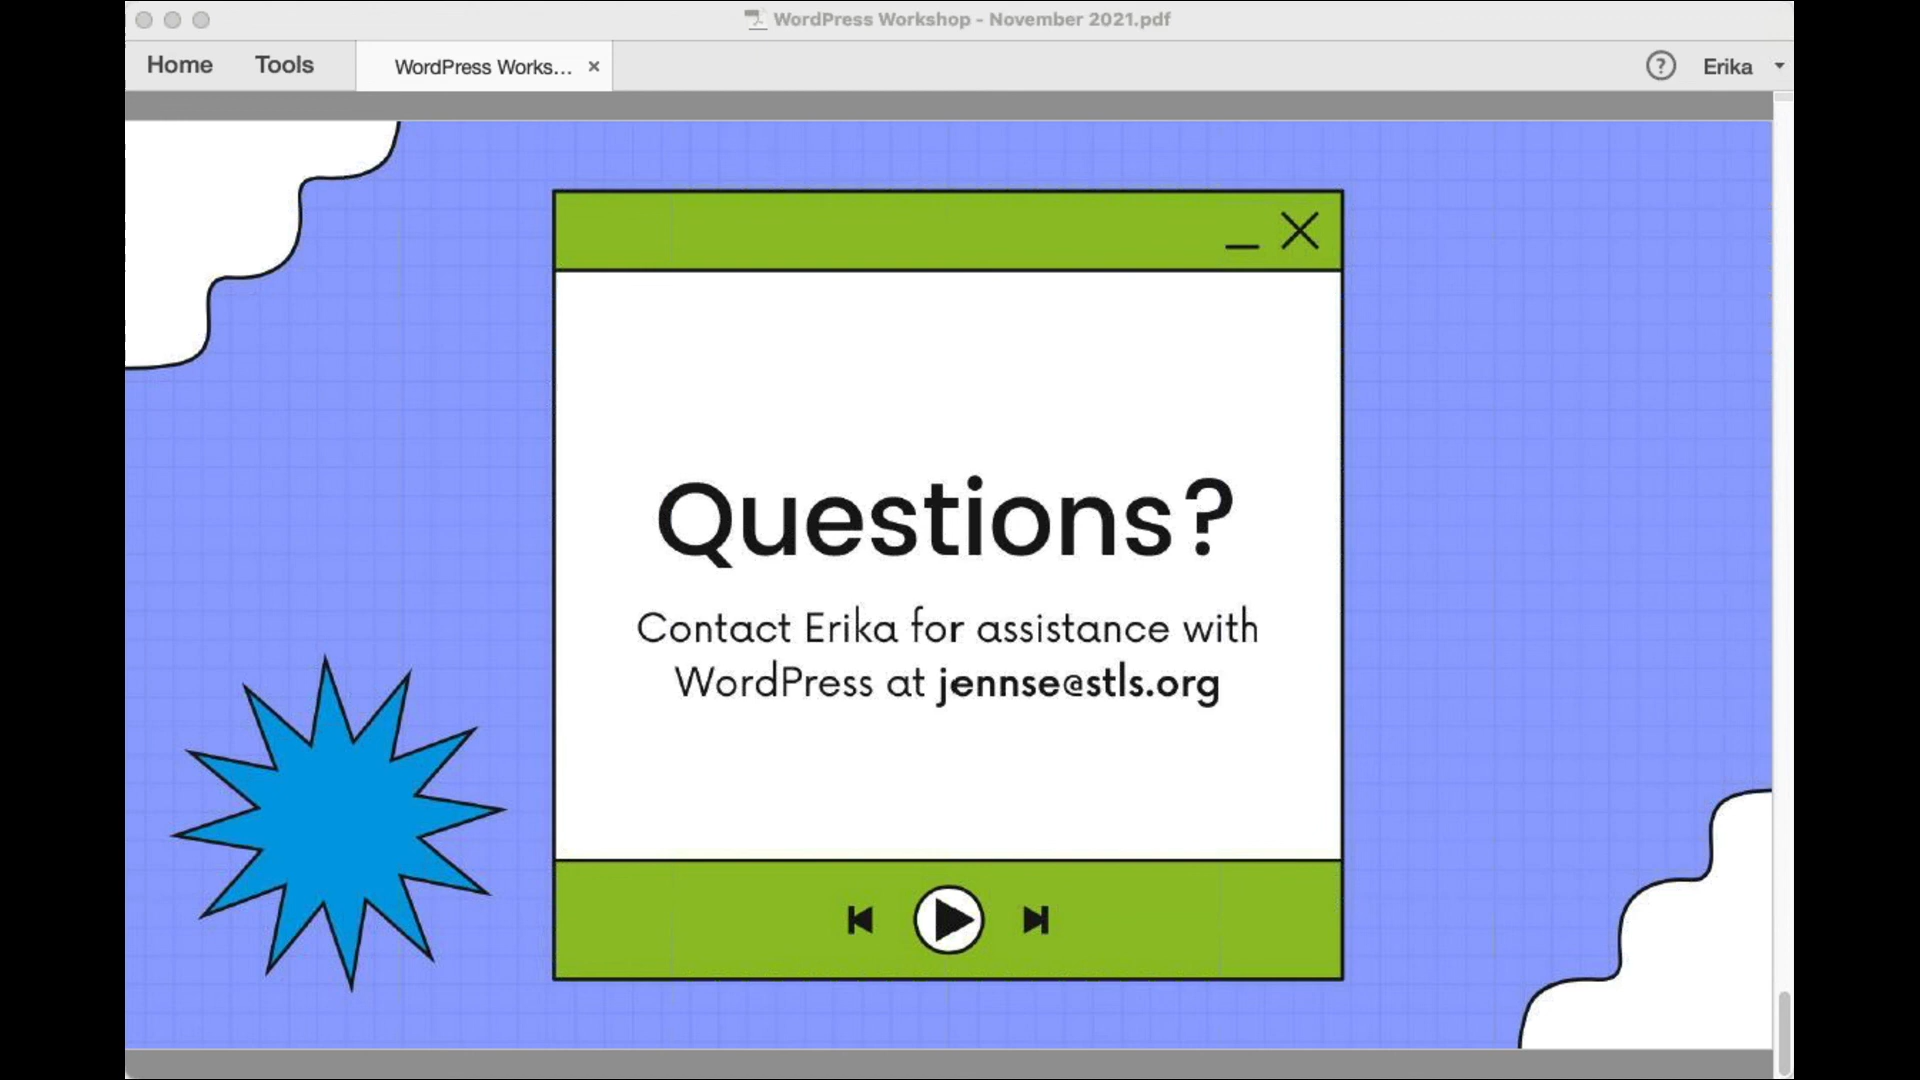 WordPress Workshop - November 2021.pdf
Home Tools WordPress Works... × ? Erika
Questions?
Contact Erika for assistance with
WordPress at jennse@stls.org